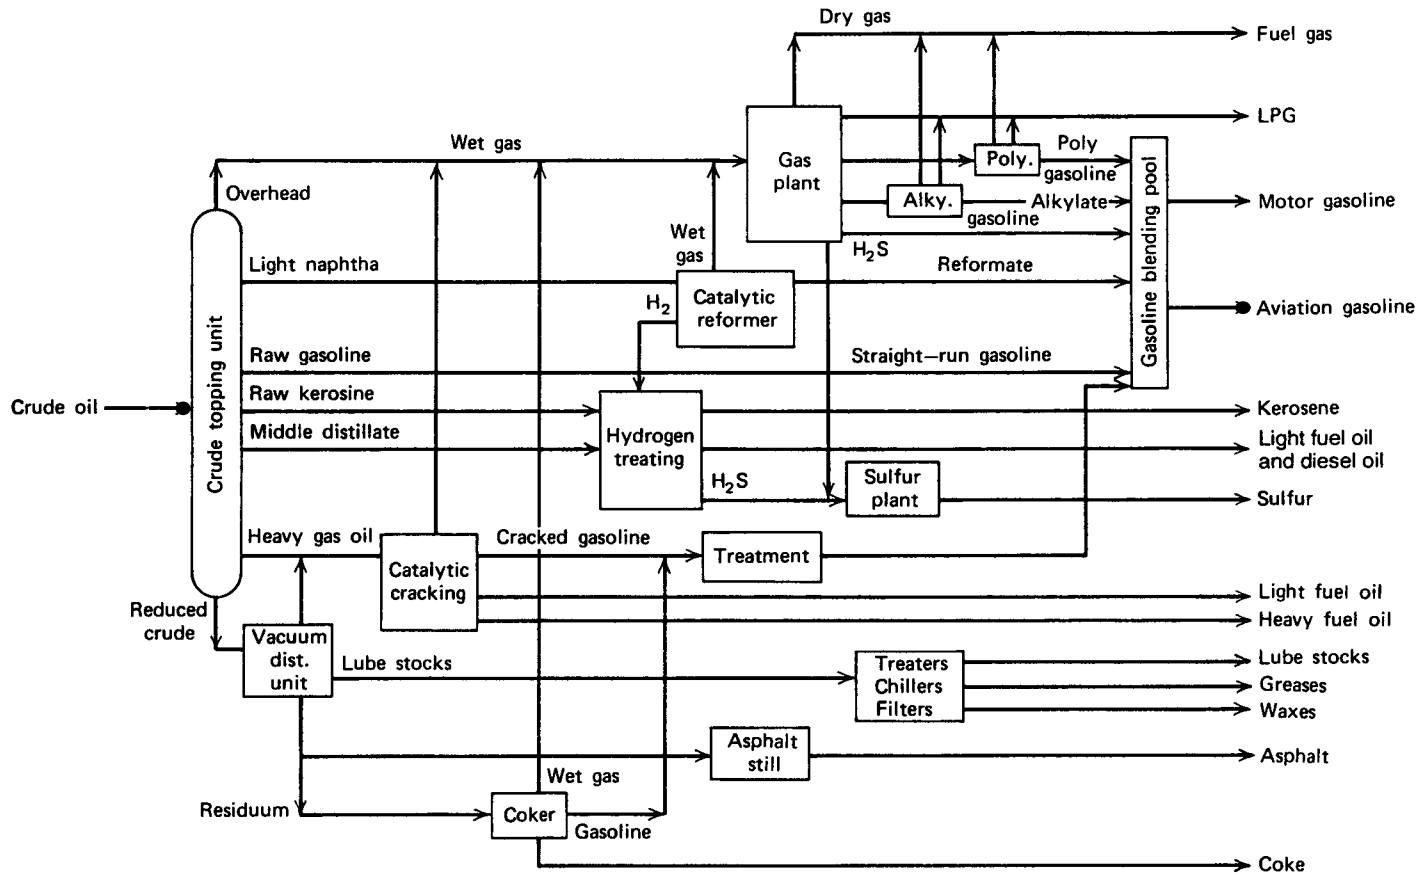 Dry gas
Fuel gas
LPG
Wet gas
Gas
plant
Poly.
Poly
gasoline
Overhead
Alky.
Alkylate
gasoline
Motor gasoline
Wet
gas
H2S
Light naphtha
Reformate
H2
Catalytic
reformer
Gasoline blending pool
Aviation gasoline
Raw gasoline
Straight-run gasoline
Crude topping unit
Raw kerosine
Crude oil
Kerosene
Middle distillate
Hydrogen
treating
Light fuel oil
and diesel oil
H2S
Sulfur
plant
Sulfur
Heavy gas oil
Cracked gasoline
Treatment
Catalytic
cracking
Light fuel oil
Reduced
crude
Heavy fuel oil
Vacuum
dist.
unit
Lube stocks
Treaters
Chillers
Filters
Lube stocks
Greases
Waxes
Asphalt
still
Asphalt
Wet gas
Residuum
Coker
Gasoline
Coke